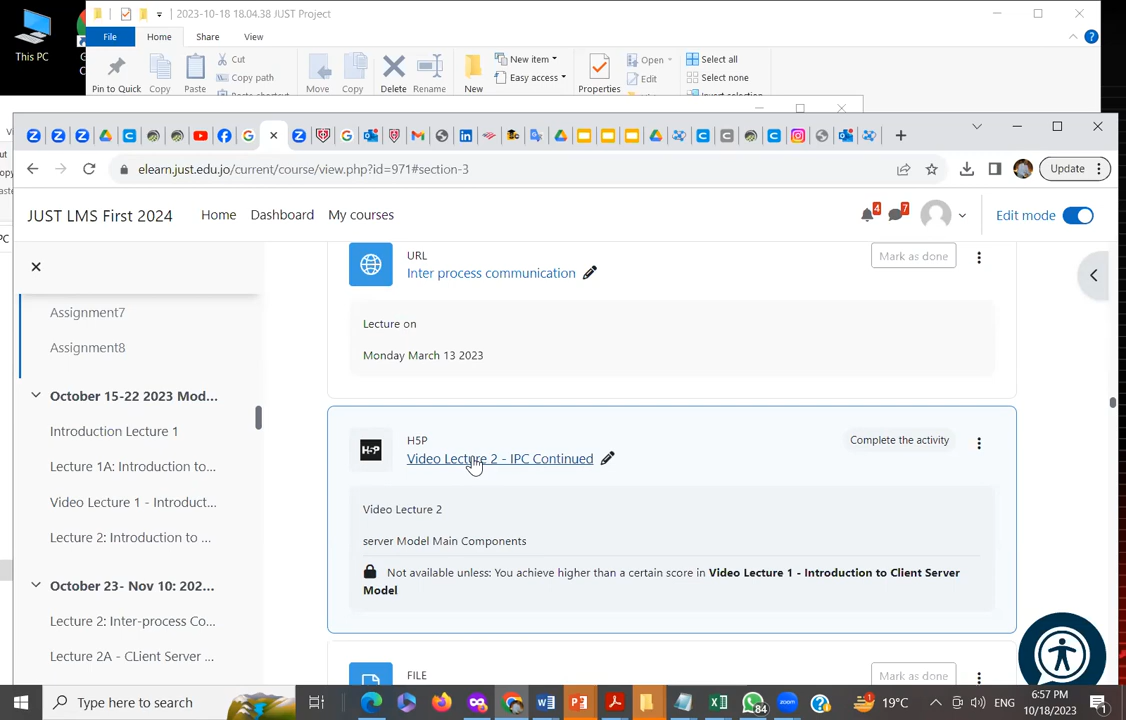 This PC
2023-10-18 18.04.38 JUST Project
File
Home
Share
View
Pin to Quick
Copy
Paste
Cut
Copy path
Move
Copy
Delete
Rename
New
New item
Easy access
Properties
Open
Edit
Select all
Select none
elearn.just.edu.jo/current/course/view.php?id=971#section-3
Update
JUST LMS First 2024
Home
Dashboard
My courses
4
7
Edit mode
Assignment7
Assignment8
October 15-22 2023 Mod...
Introduction Lecture 1
Lecture 1A: Introduction to...
Video Lecture 1 - Introduct...
Lecture 2: Introduction to ...
October 23- Nov 10: 202...
Lecture 2: Inter-process Co...
Lecture 2A - CLient Server ...
URL
Inter process communication
Mark as done
Lecture on
Monday March 13 2023
H5P
H5P
Video Lecture 2 - IPC Continued
Complete the activity
Video Lecture 2
server Model Main Components
Not available unless: You achieve higher than a certain score in Video Lecture 1 - Introduction to Client Server
Model
FILE
Mark as done
Type here to search
84
zoom
19°C
ENG
6:57 PM
10/18/2023
1